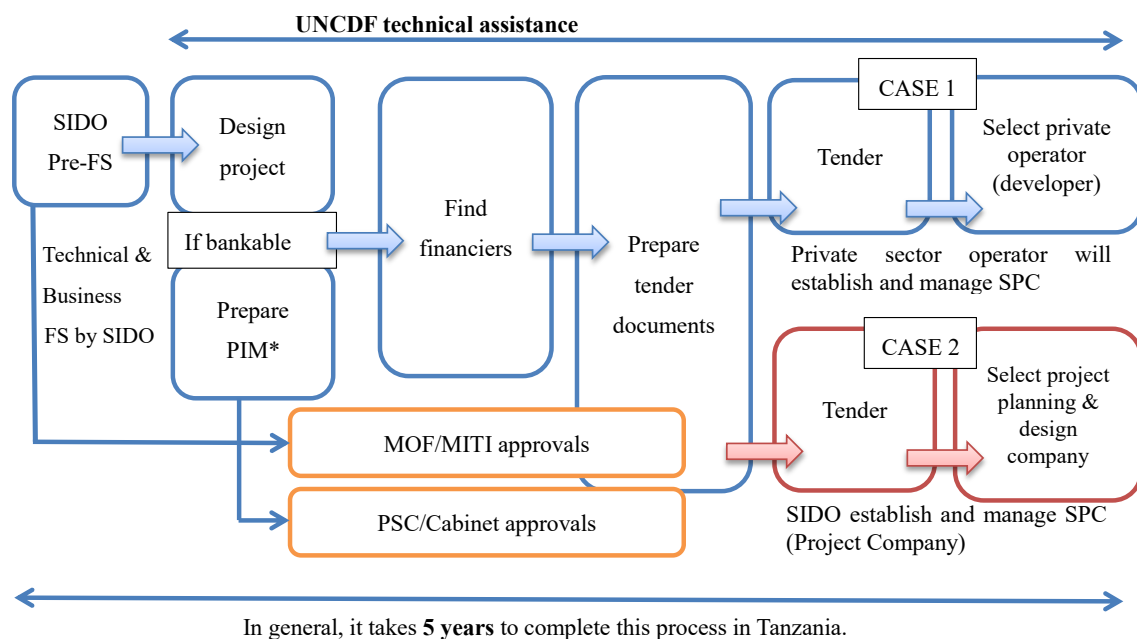 UNCDF technical assistance
SIDO
Pre-FS
Technical &
Business
FS by SIDO
Design
project
If bankable
Prepare
PIM*
Find
financiers
Prepare
tender
documents
MOF/MITI approvals
PSC/Cabinet approvals
CASE 1
Tender
Select private
operator
(developer)
Private sector operator will
establish and manage SPC
CASE 2
Tender
Select project
planning &
design
company
SIDO establish and manage SPC
(Project Company)
In general, it takes 5 years to complete this process in Tanzania.